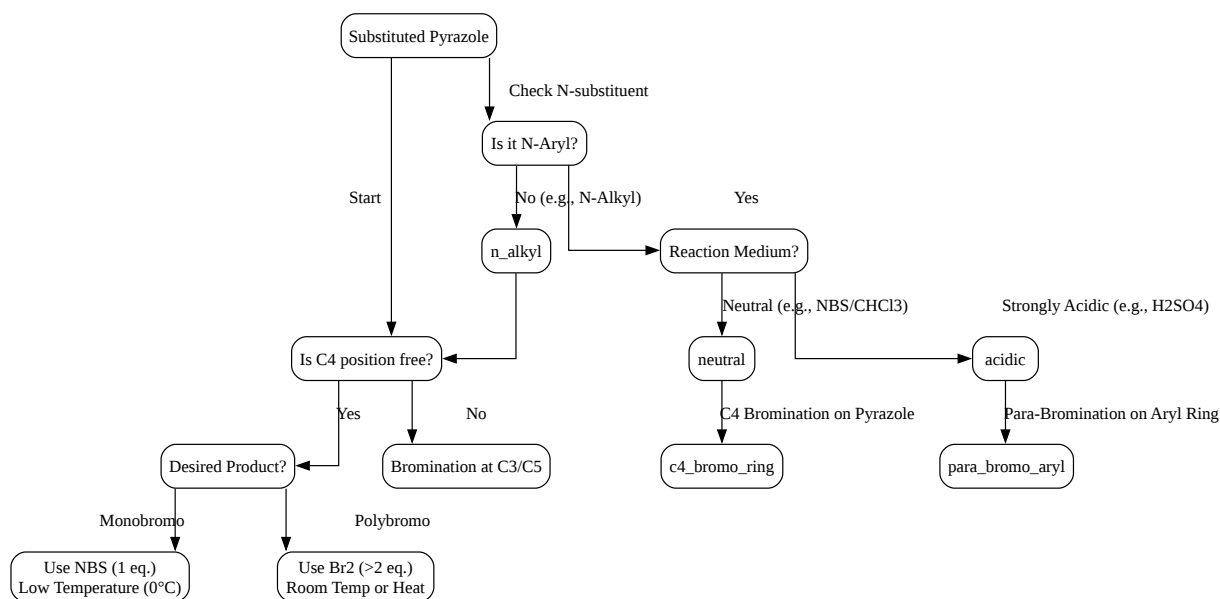 Substituted Pyrazole
Check N-substituent
Is it N-Aryl?
Start
No (e.g., N-Alkyl)
Yes
n_alkyl
Reaction Medium?
Neutral (e.g., NBS/CHCl3)
Strongly Acidic (e.g., H2SO4)
Is C4 position free?
neutral
acidic
Yes
No
C4 Bromination on Pyrazole
Para-Bromination on Aryl Ring
Desired Product?
Bromination at C3/C5
c4_bromo_ring
para_bromo_aryl
Monobromo
Polybromo
Use NBS (1 eq.)
Low Temperature (0°C)
Use Br2 (>2 eq.)
Room Temp or Heat